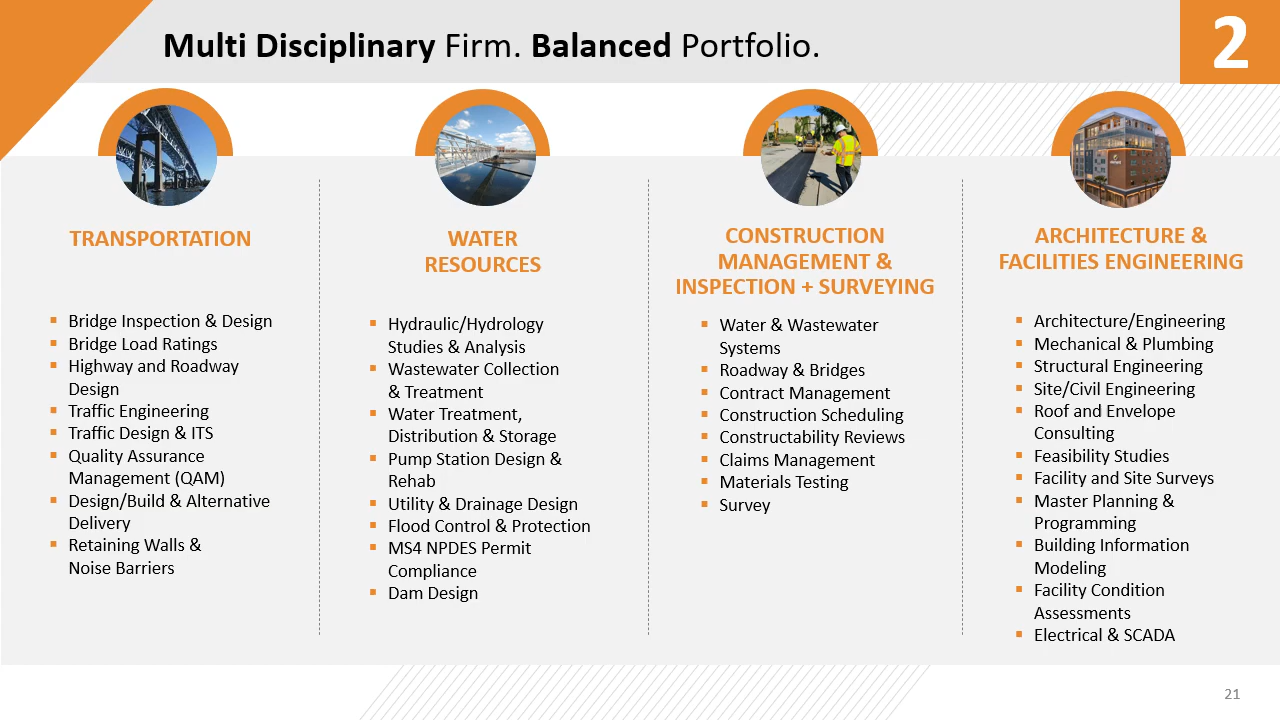 Multi Disciplinary Firm. Balanced Portfolio.
2
TRANSPORTATION
Bridge Inspection & Design
Bridge Load Ratings
Highway and Roadway
Design
Traffic Engineering
Traffic Design & ITS
Quality Assurance
Management (QAM)
Design/Build & Alternative
Delivery
Retaining Walls &
Noise Barriers
WATER
RESOURCES
Hydraulic/Hydrology
Studies & Analysis
Wastewater Collection
& Treatment
Water Treatment,
Distribution & Storage
Pump Station Design &
Rehab
Utility & Drainage Design
Flood Control & Protection
MS4 NPDES Permit
Compliance
Dam Design
CONSTRUCTION
MANAGEMENT &
INSPECTION + SURVEYING
Water & Wastewater
Systems
Roadway & Bridges
Contract Management
Construction Scheduling
Constructability Reviews
Claims Management
Materials Testing
Survey
ARCHITECTURE &
FACILITIES ENGINEERING
Architecture/Engineering
Mechanical & Plumbing
Structural Engineering
Site/Civil Engineering
Roof and Envelope
Consulting
Feasibility Studies
Facility and Site Surveys
Master Planning &
Programming
Building Information
Modeling
Facility Condition
Assessments
Electrical & SCADA
21